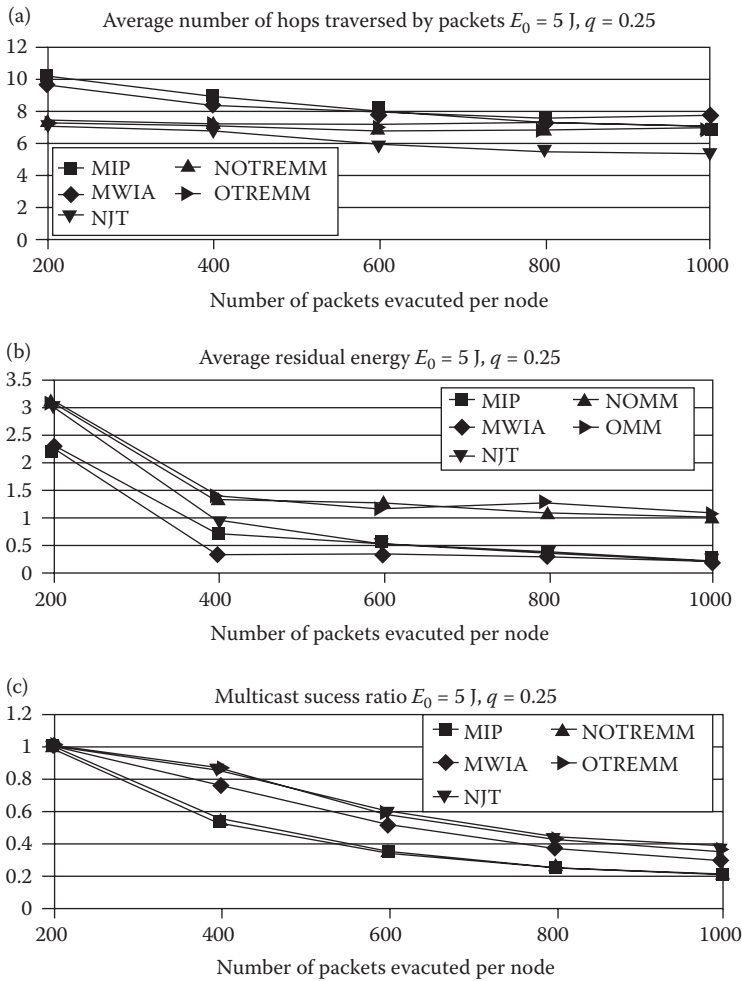 (a)
Average number of hops traversed by packets E0 = 5 J, q = 0.25
12
10
8
6
4
2
0
MIP NOTREMM
MWIA OTREMM
NJT
200 400 600 800 1000
Number of packets evacuted per node
(b)
Average residual energy E0 = 5 J, q = 0.25
3.5
3
2.5
2
1.5
1
0.5
0
MIP NOMM
MWIA OMM
NJT
200 400 600 800 1000
Number of packets evacuted per node
(c)
Multicast sucess ratio E0 = 5 J, q = 0.25
1.2
1
0.8
0.6
0.4
0.2
0
MIP NOTREMM
MWIA OTREMM
NJT
200 400 600 800 1000
Number of packets evacuted per node